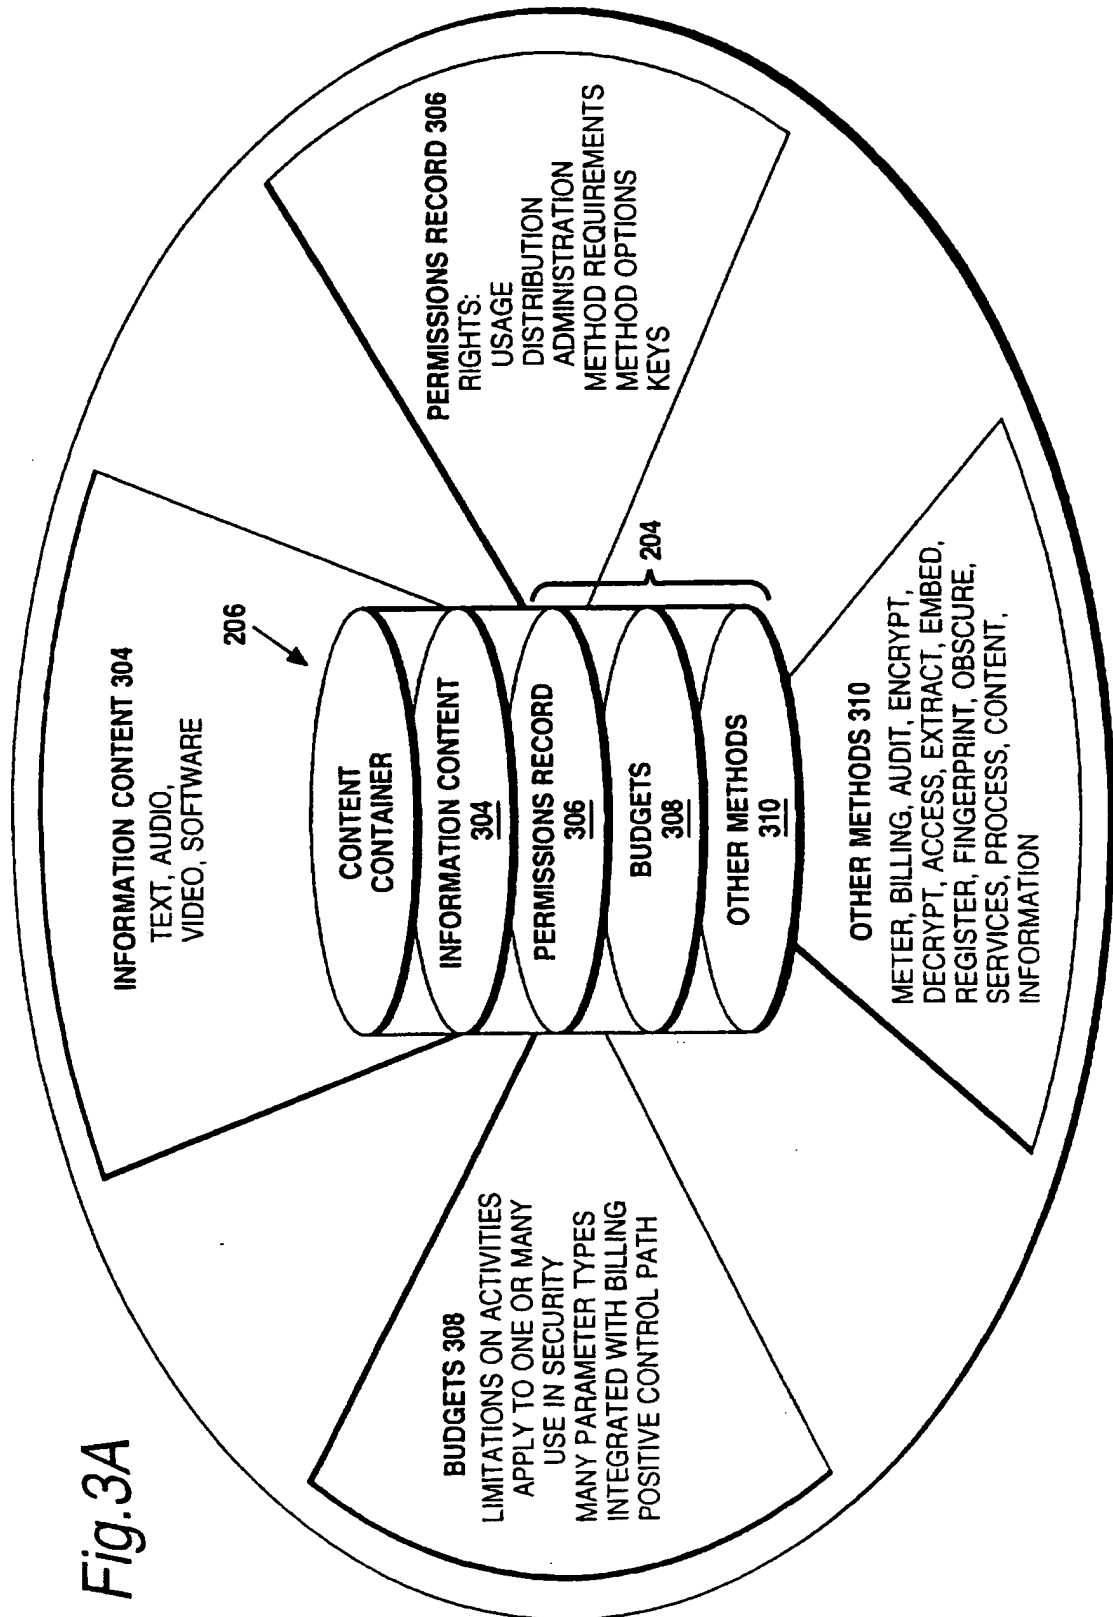 Fig.3A
INFORMATION CONTENT 304
TEXT, AUDIO,
VIDEO, SOFTWARE
206
BUDGETS 308
LIMITATIONS ON ACTIVITIES
APPLY TO ONE OR MANY
USE IN SECURITY
MANY PARAMETER TYPES
INTEGRATED WITH BILLING
POSITIVE CONTROL PATH
CONTENT
CONTAINER
INFORMATION CONTENT
304
PERMISSIONS RECORD
306
BUDGETS
308
OTHER METHODS
310
204
PERMISSIONS RECORD 306
RIGHTS:
USAGE
DISTRIBUTION
ADMINISTRATION
METHOD REQUIREMENTS
METHOD OPTIONS
KEYS
OTHER METHODS 310
METER, BILLING, AUDIT, ENCRYPT,
DECRYPT, ACCESS, EXTRACT, EMBED,
REGISTER, FINGERPRINT, OBSCURE,
SERVICES, PROCESS, CONTENT,
INFORMATION